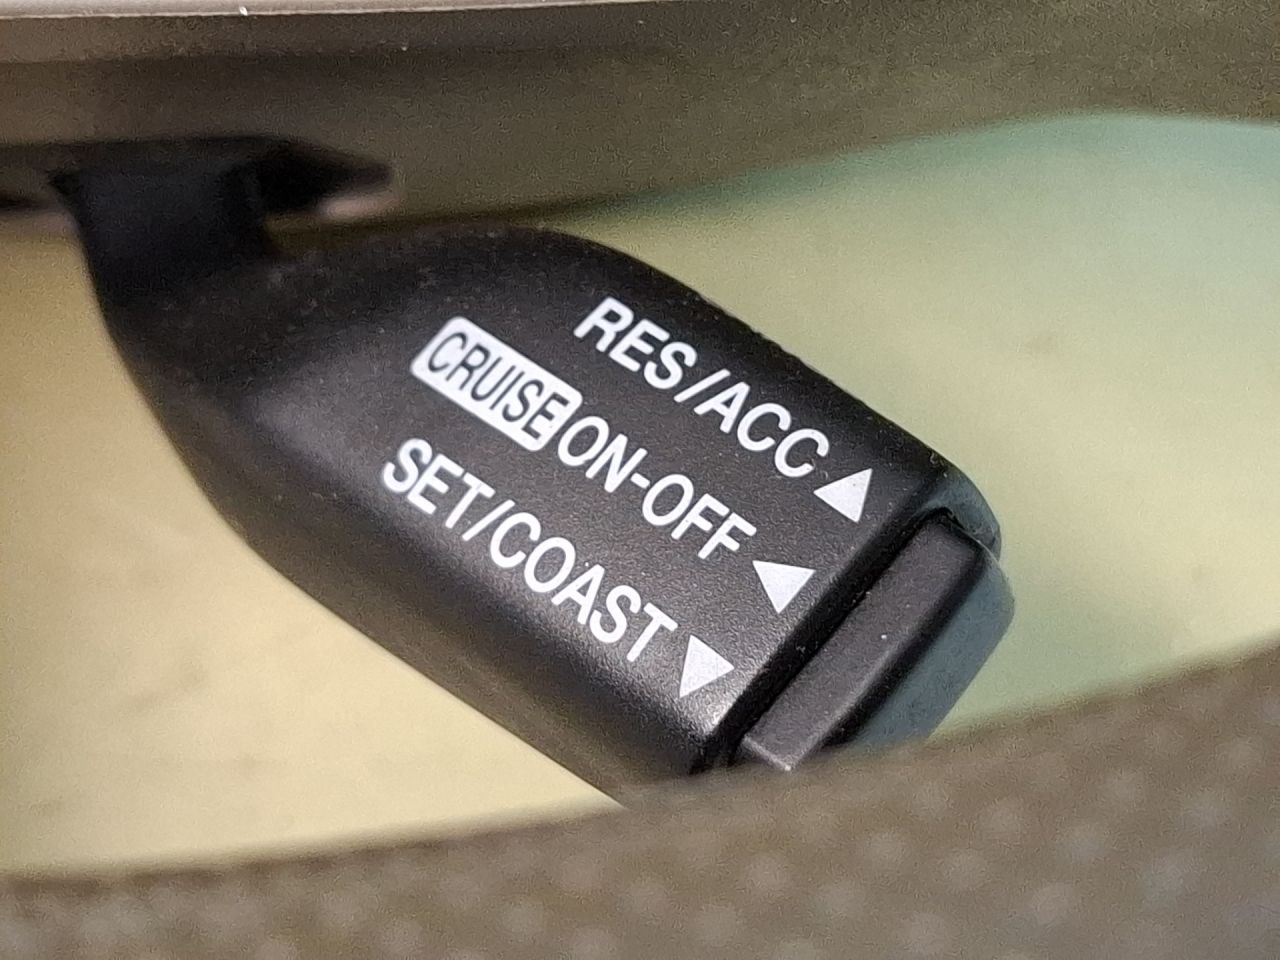 RES/ACC ▲
CRUISE ON-OFF ◀
SET/COAST ▼